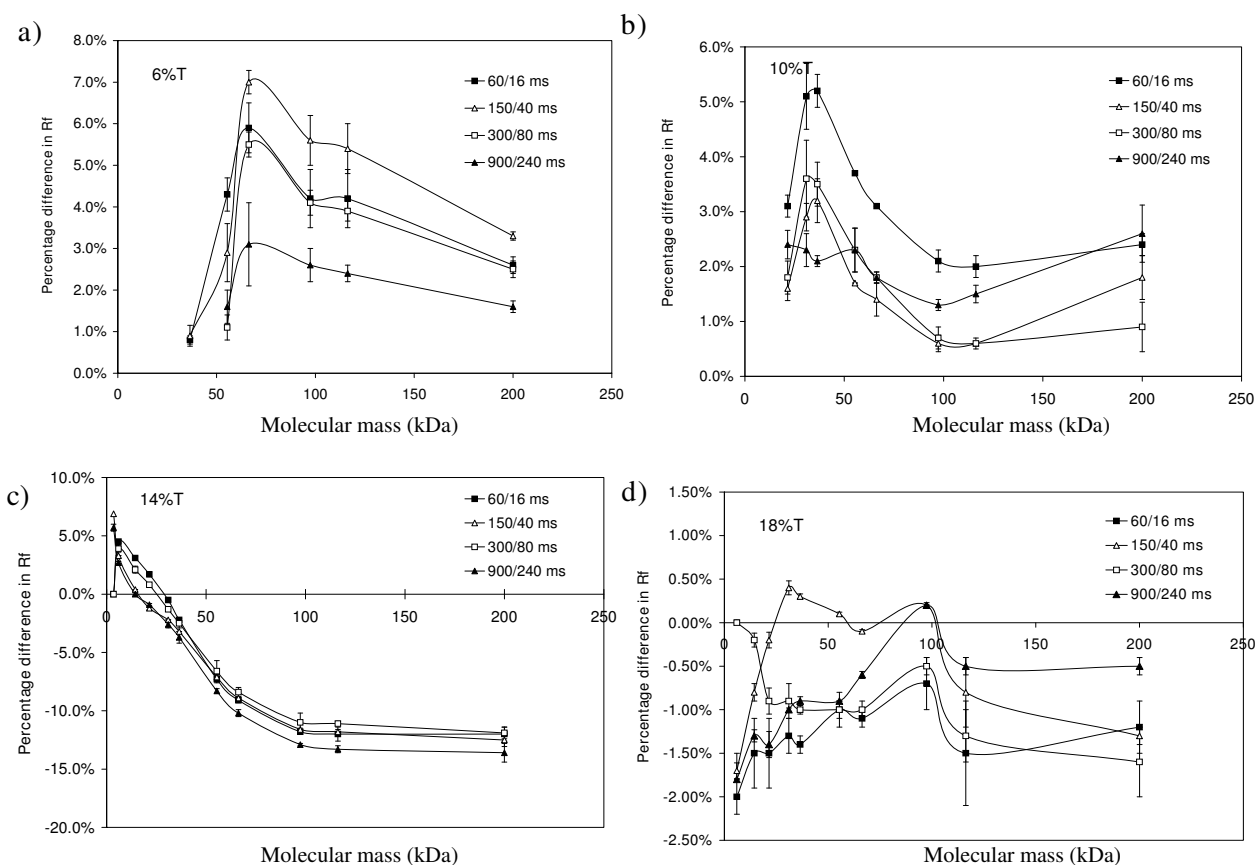 a)
8.0%
7.0%
6.0%
5.0%
4.0%
3.0%
2.0%
1.0%
0.0%
Percentage difference in Rf
6%T
60/16 ms
150/40 ms
300/80 ms
900/240 ms
0 50 100 150 200 250
Molecular mass (kDa)
b)
6.0%
5.0%
4.0%
3.0%
2.0%
1.0%
0.0%
Percentage difference in Rf
10%T
60/16 ms
150/40 ms
300/80 ms
900/240 ms
0 50 100 150 200 250
Molecular mass (kDa)
c)
10.0%
5.0%
0.0%
-5.0%
-10.0%
-15.0%
-20.0%
Percentage difference in Rf
14%T
60/16 ms
150/40 ms
300/80 ms
900/240 ms
0 50 100 150 200 250
Molecular mass (kDa)
d)
1.50%
1.00%
0.50%
0.00%
-0.50%
-1.00%
-1.50%
-2.00%
-2.50%
Percentage difference in Rf
18%T
60/16 ms
150/40 ms
300/80 ms
900/240 ms
0 50 100 150 200 250
Molecular mass (kDa)